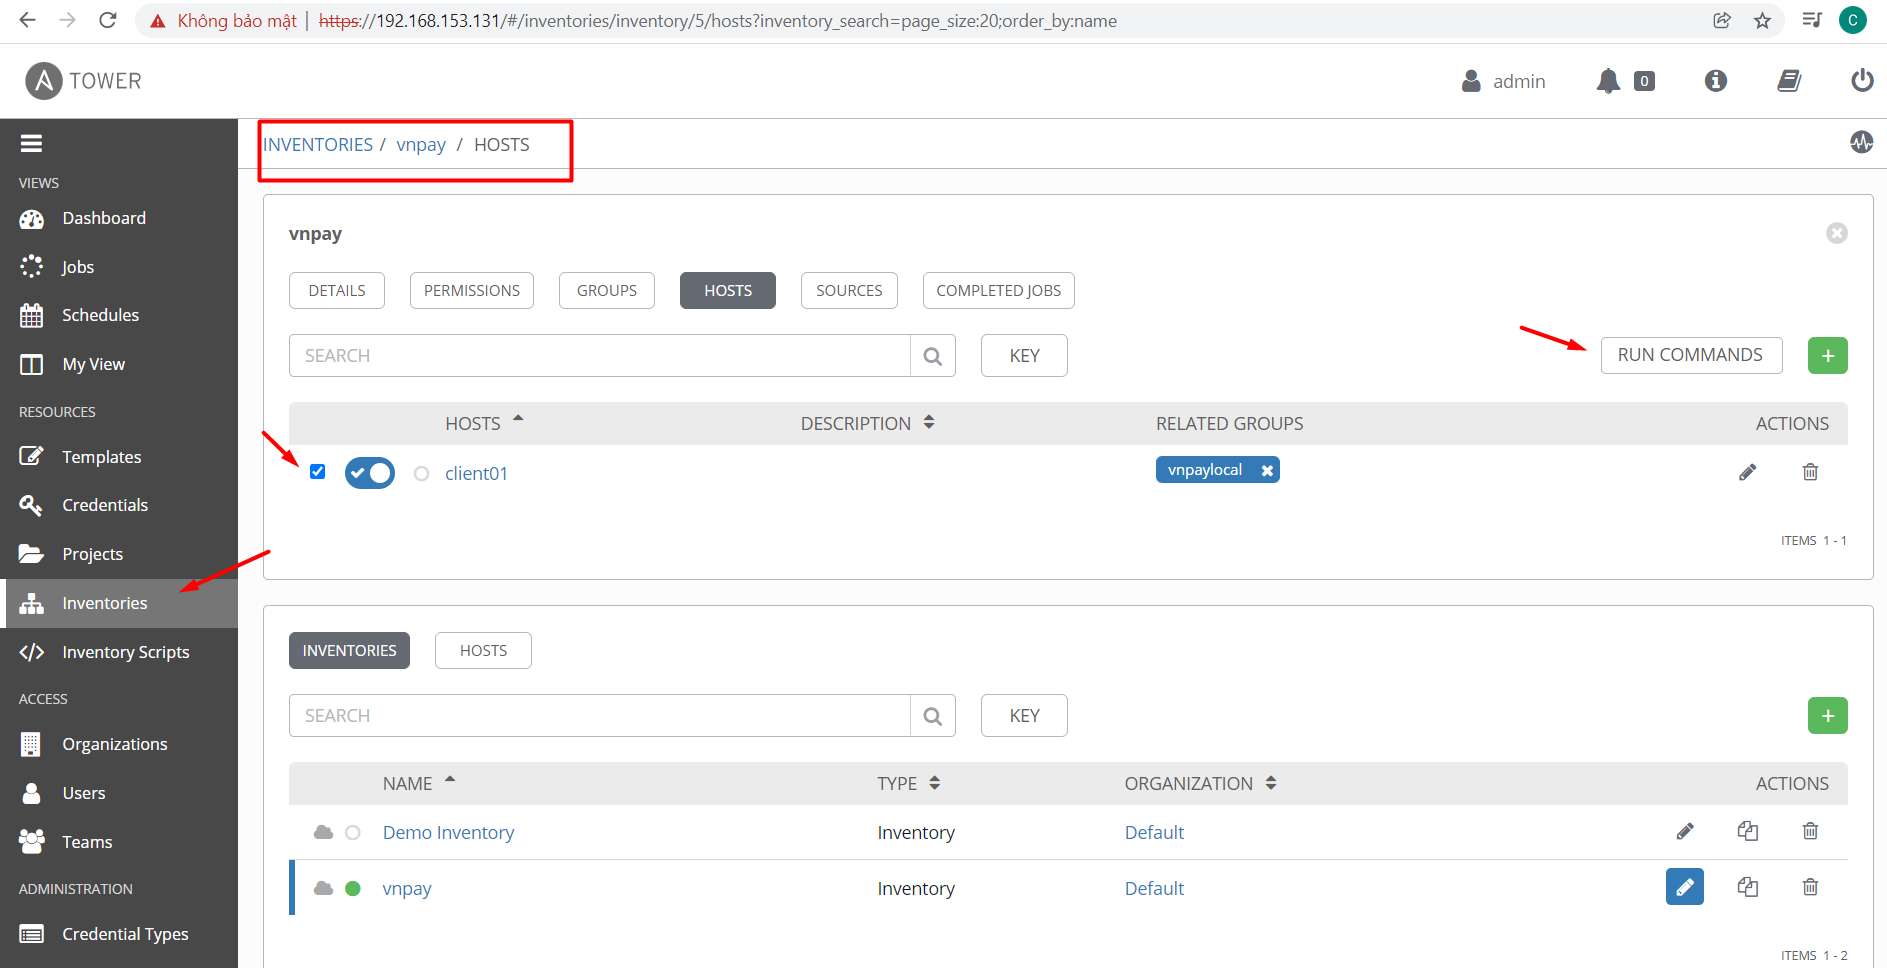 Không bảo mật | https://192.168.153.131/#/inventories/inventory/5/hosts?inventory_search=page_size:20;order_by:name
C
A TOWER
admin
0
INVENTORIES / vnpay / HOSTS
VIEWS
Dashboard
Jobs
Schedules
My View
RESOURCES
Templates
Credentials
Projects
Inventories
Inventory Scripts
ACCESS
Organizations
Users
Teams
ADMINISTRATION
Credential Types
vnpay
DETAILS PERMISSIONS GROUPS HOSTS SOURCES COMPLETED JOBS
SEARCH KEY RUN COMMANDS +
HOSTS DESCRIPTION RELATED GROUPS ACTIONS
client01 vnpaylocal
ITEMS 1 - 1
INVENTORIES HOSTS
SEARCH KEY +
NAME TYPE ORGANIZATION ACTIONS
Demo Inventory Inventory Default
vnpay Inventory Default
ITEMS 1 - 2